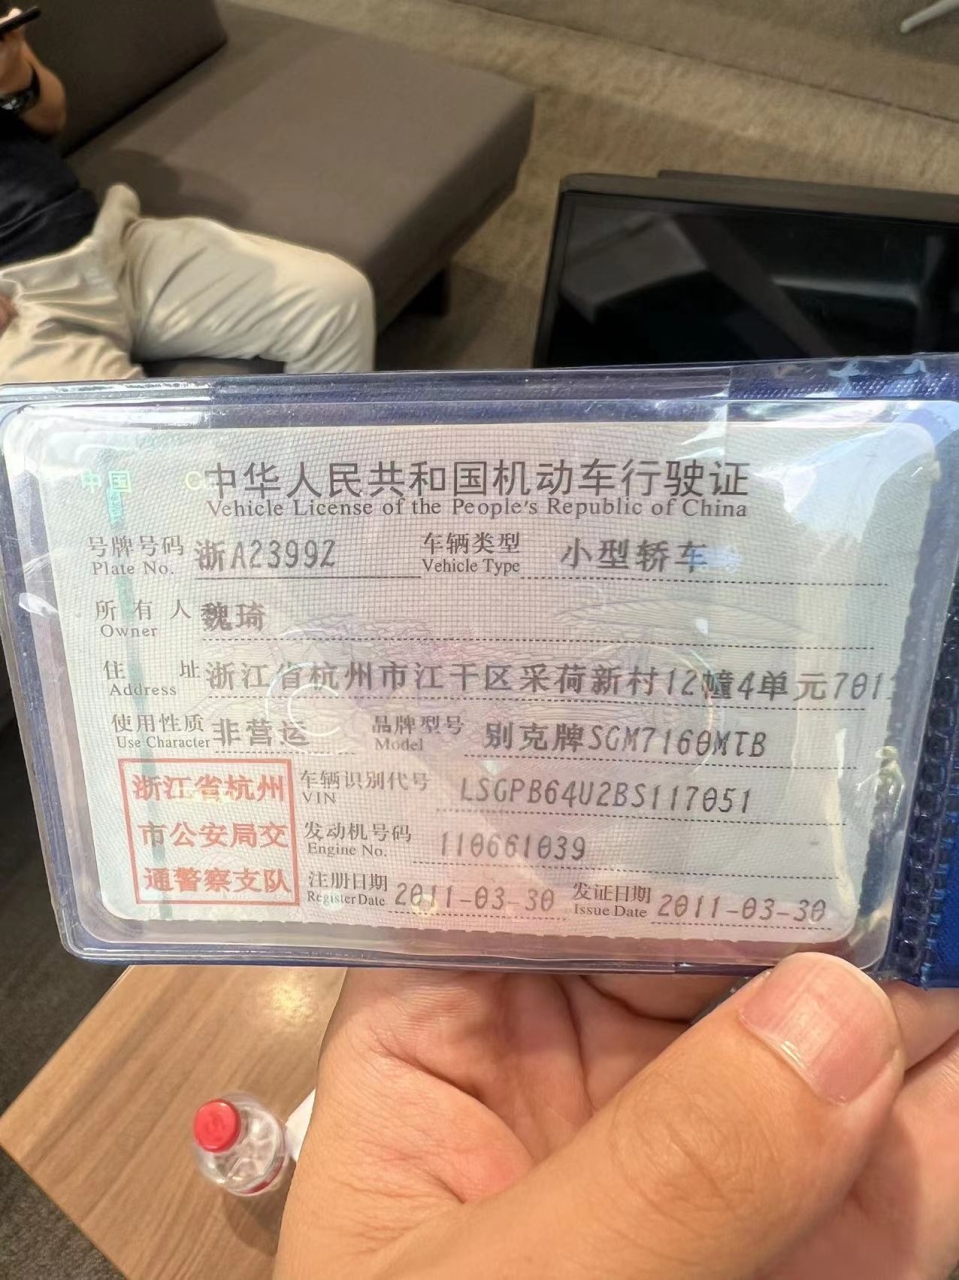 中国 C
中华人民共和国机动车行驶证
Vehicle License of the People's Republic of China
号牌号码 浙A2399Z 车辆类型 小型轿车
Plate No. Vehicle Type
所有人 魏琦
Owner
住址 浙江省杭州市江干区采荷新村12幢4单元701
Address
使用性质 非营运 品牌型号 别克牌SGM7160MTB
Use Character Model
浙江省杭州
市公安局交
通警察支队
车辆识别代号 LSGPB64U2BS117051
VIN
发动机号码 110661039
Engine No.
注册日期 2011-03-30 发证日期 2011-03-30
Register Date Issue Date